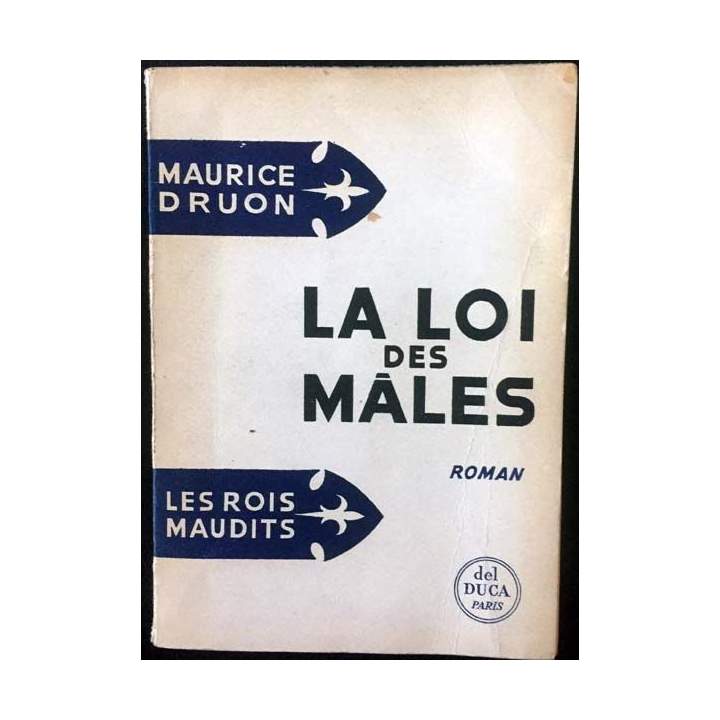 MAURICE
DRUON
LA LOI
DES
MÂLES
ROMAN
LES ROIS
MAUDITS
del
DUCA
PARIS